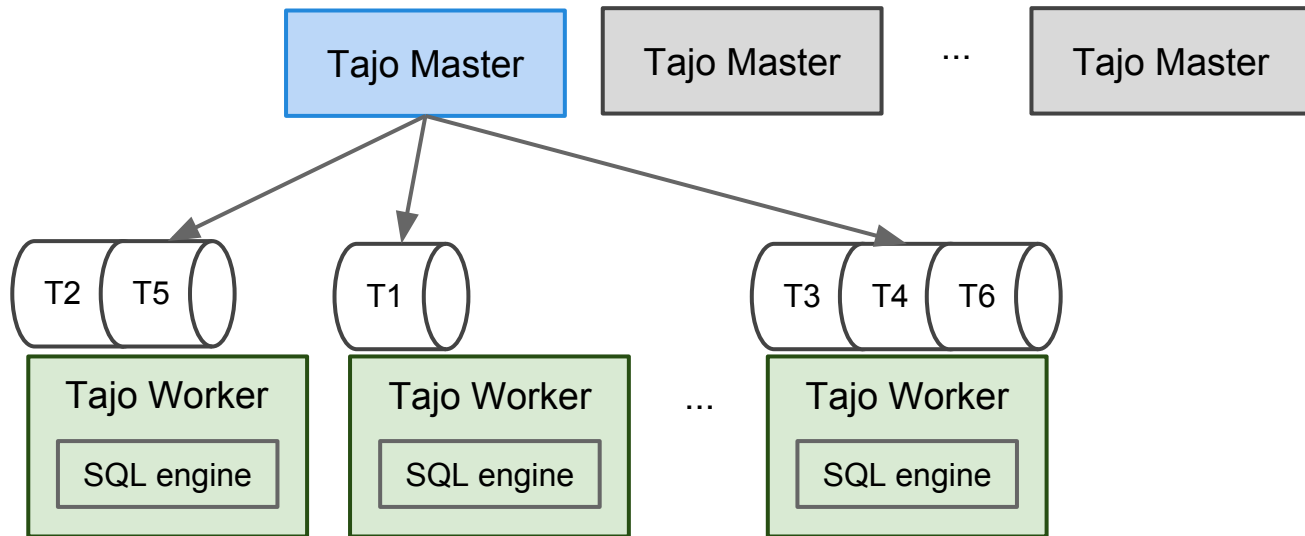 Tajo Master
Tajo Master
...
Tajo Master
T2
T5
T1
T3
T4
T6
Tajo Worker
Tajo Worker
...
Tajo Worker
SQL engine
SQL engine
SQL engine